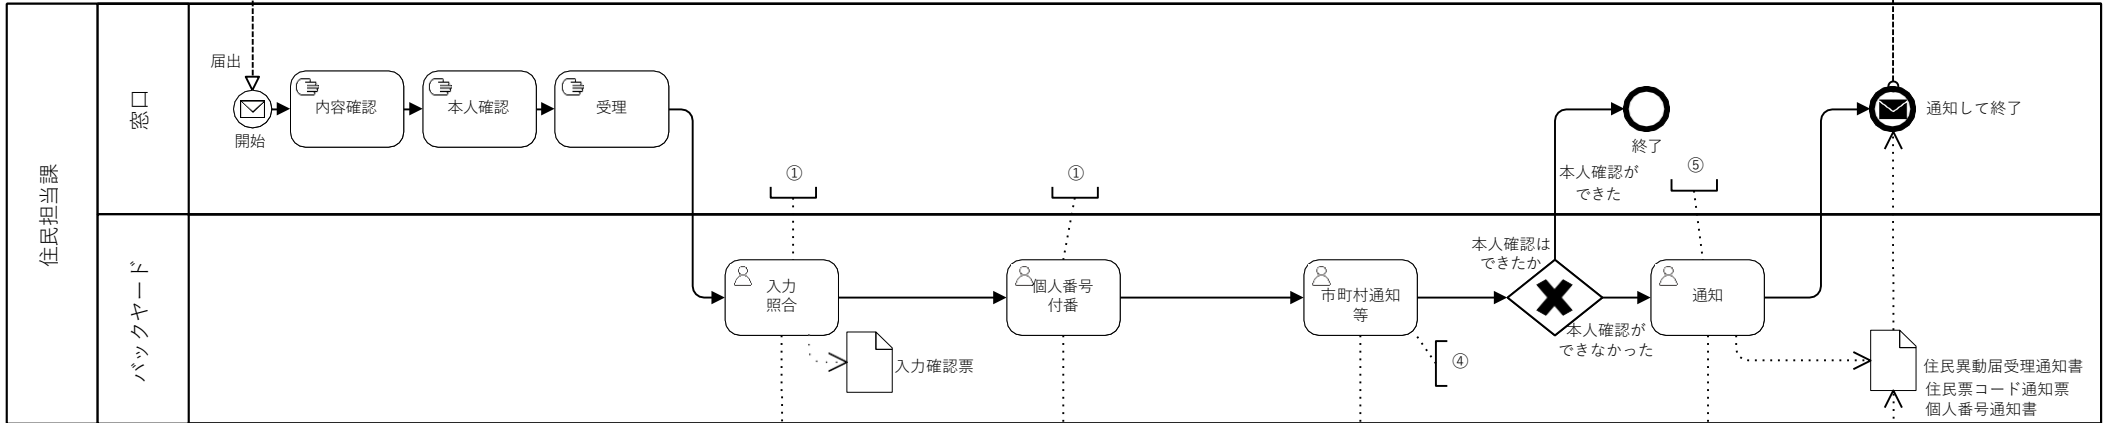 住民担当課
窓口
届出
開始
内容確認
本人確認
受理
終了
通知して終了
本人確認が
できた
①
①
⑤
バックヤード
入力
照合
入力確認票
個人番号
付番
市町村通知
等
④
本人確認は
できたか
本人確認が
できなかった
通知
住民異動届受理通知書
住民票コード通知票
個人番号通知書